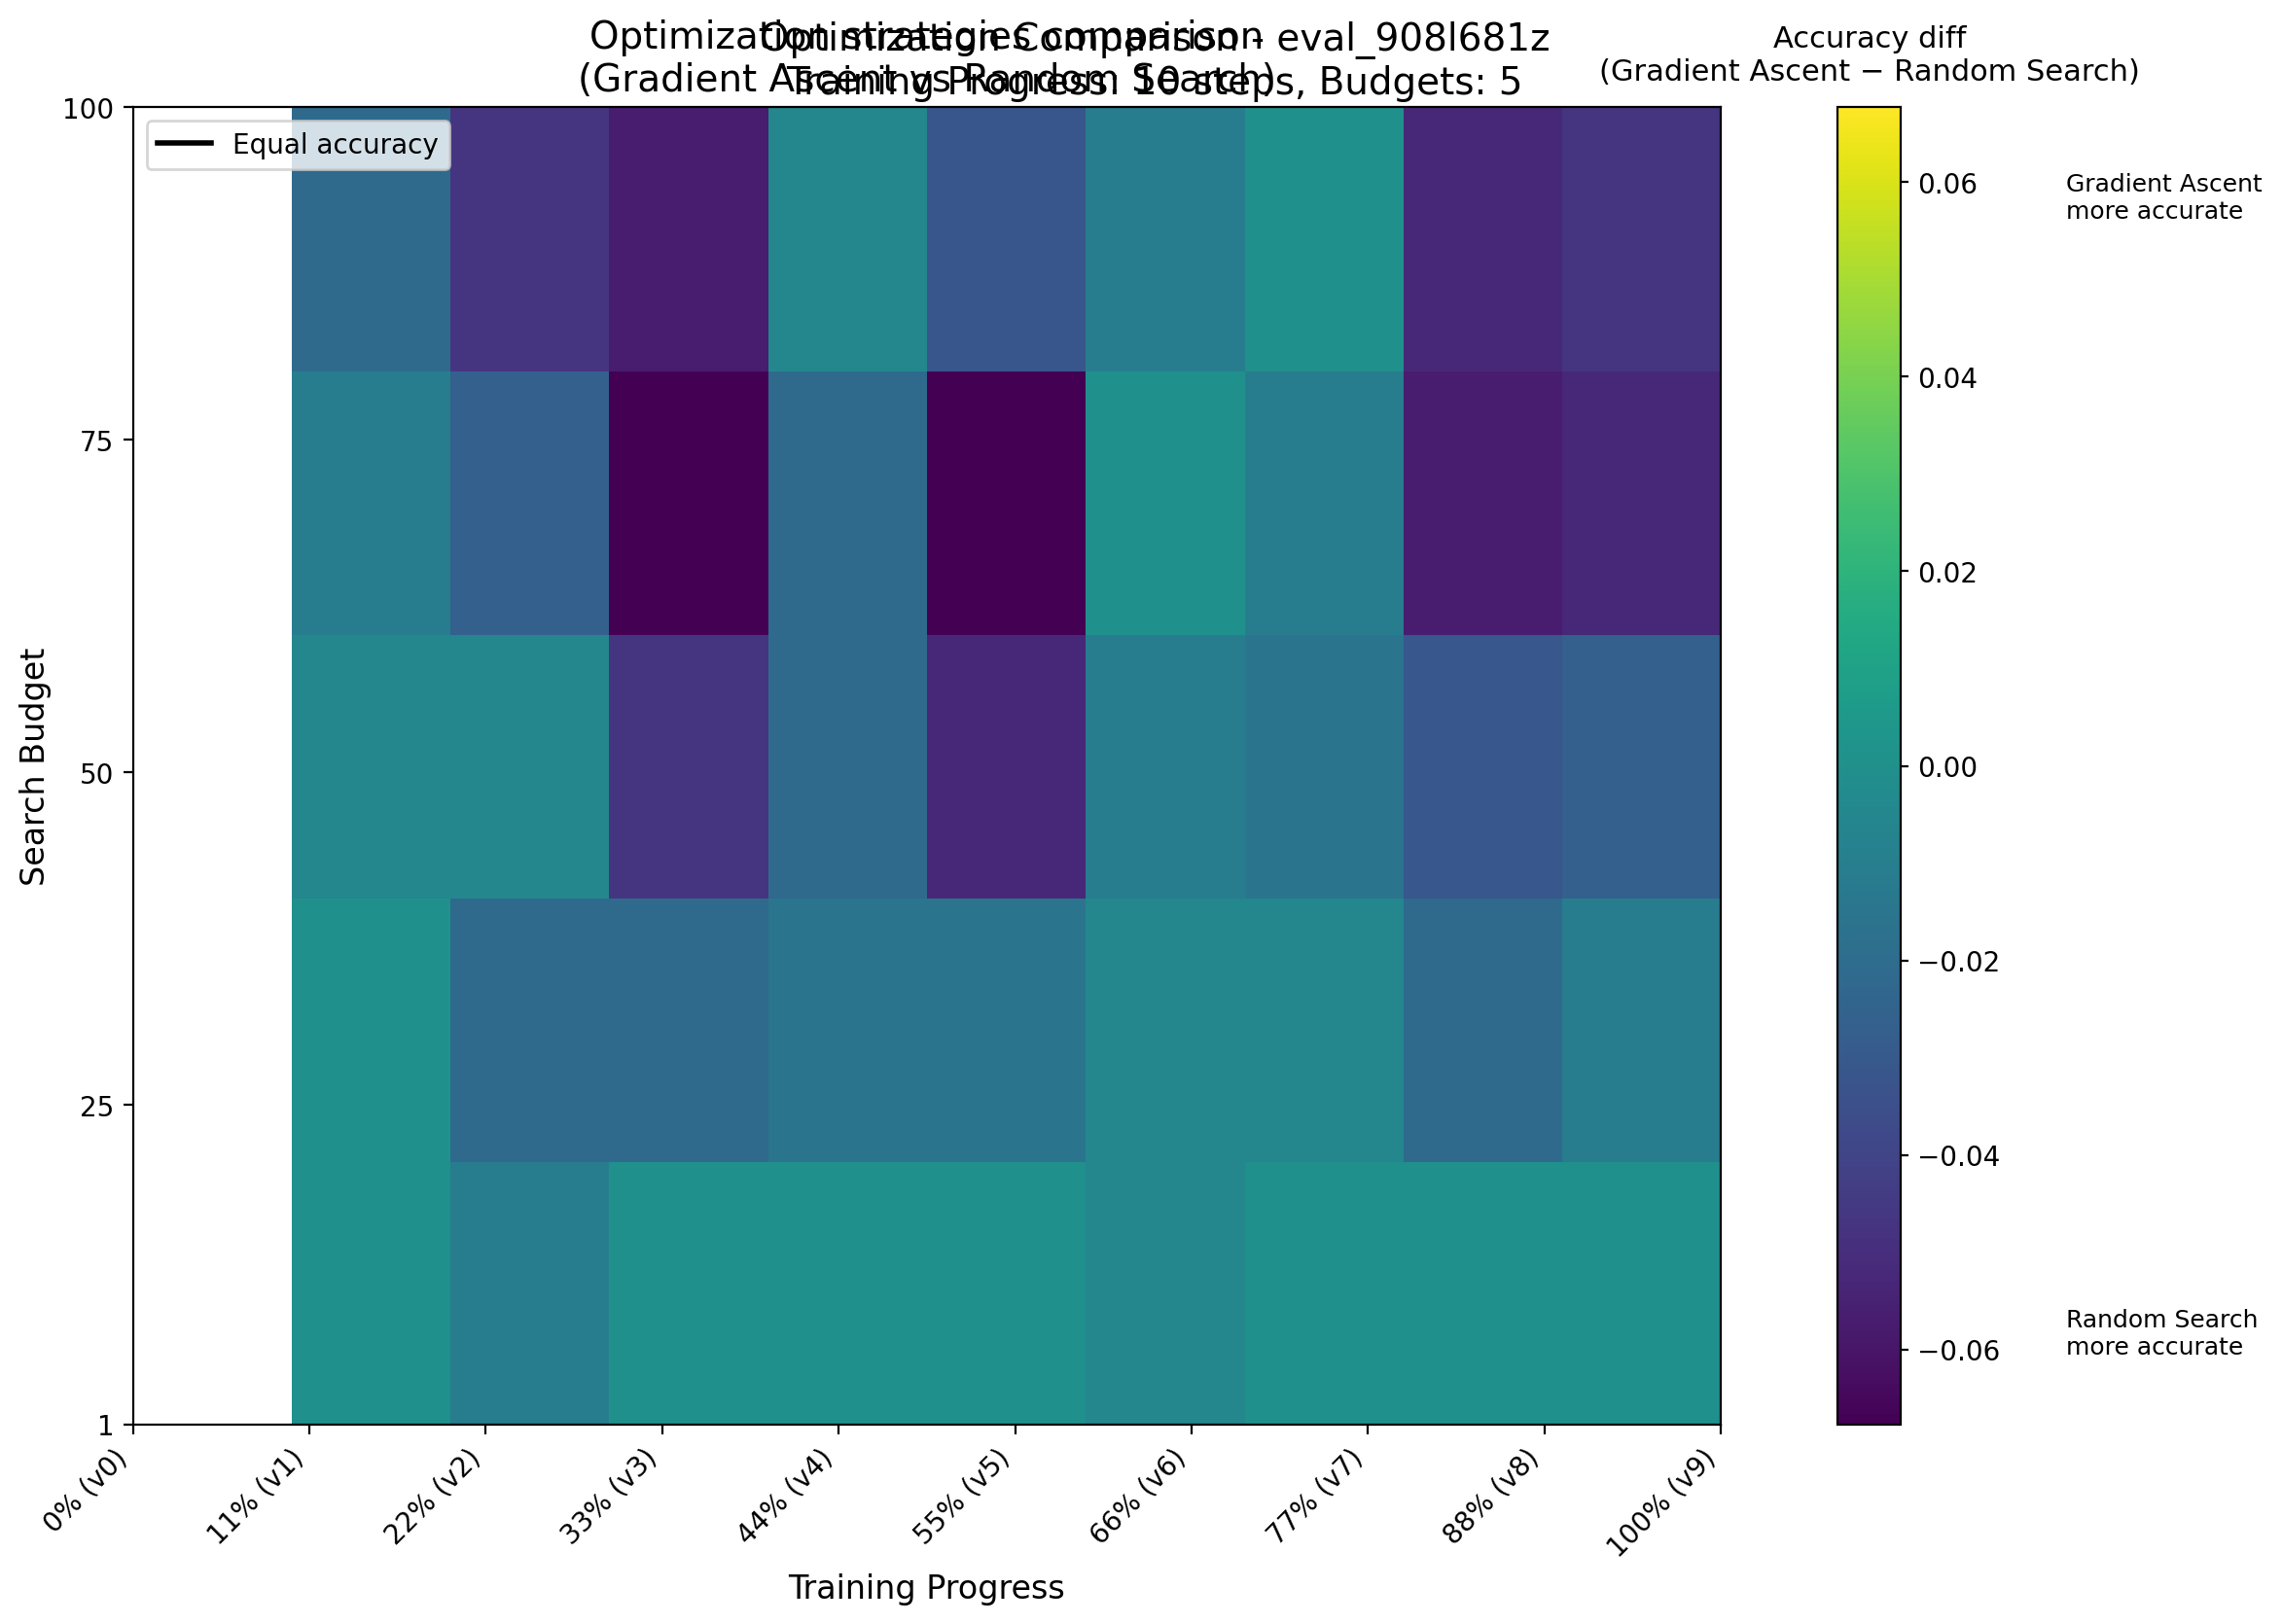 Optimization strategies comparison
(Gradient Ascent vs Random Search)
Optimization Comparison - eval_908l681z
Training Progress: 10 steps, Budgets: 5
Accuracy diff
(Gradient Ascent − Random Search)
Equal accuracy
100
75
50
25
1
Search Budget
0% (v0)
11% (v1)
22% (v2)
33% (v3)
44% (v4)
55% (v5)
66% (v6)
77% (v7)
88% (v8)
100% (v9)
Training Progress
0.06
0.04
0.02
0.00
−0.02
−0.04
−0.06
Gradient Ascent
more accurate
Random Search
more accurate